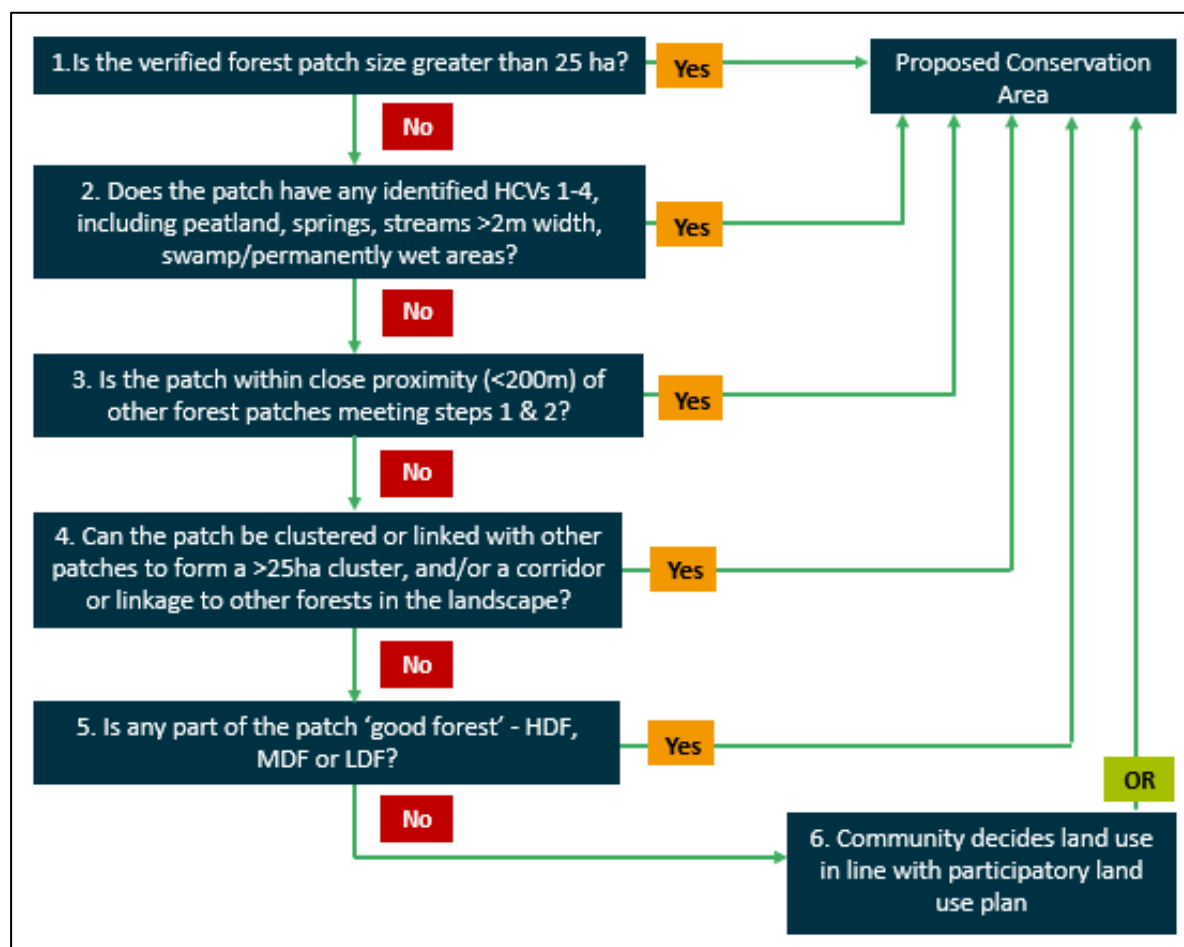 1.Is the verified forest patch size greater than 25 ha?
Yes
Proposed Conservation
Area
No
2. Does the patch have any identified HCVs 1-4,
including peatland, springs, streams >2m width,
swamp/permanently wet areas?
Yes
No
3. Is the patch within close proximity (<200m) of
other forest patches meeting steps 1 & 2?
Yes
No
4. Can the patch be clustered or linked with other
patches to form a >25ha cluster, and/or a corridor
or linkage to other forests in the landscape?
Yes
No
5. Is any part of the patch ‘good forest’ - HDF,
MDF or LDF?
Yes
No
OR
6. Community decides land use
in line with participatory land
use plan